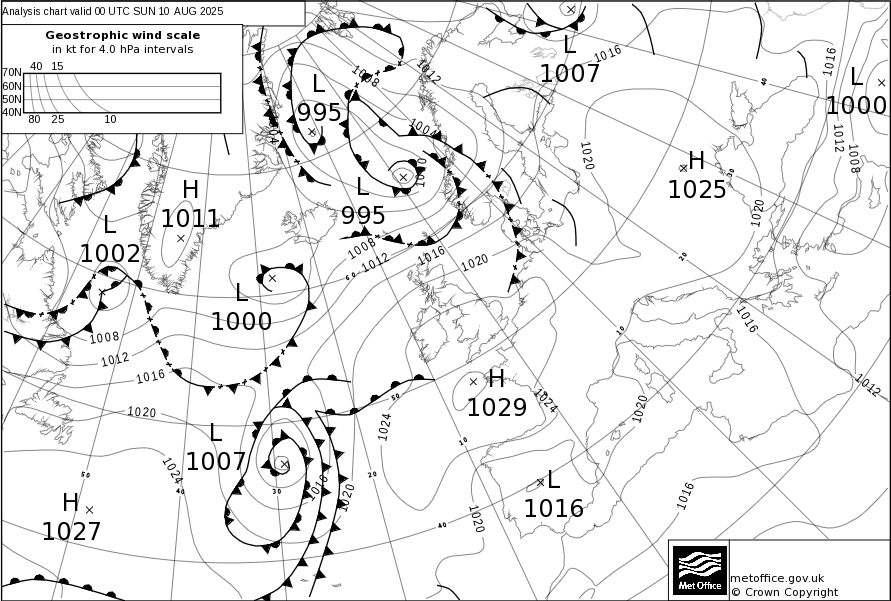 Analysis chart valid 00 UTC SUN 10 AUG 2025
Geostrophic wind scale
in kt for 4.0 hPa intervals
40 15
70N
60N
50N
40N
80 25 10
L
1007
1016
1016
L
1000
1012
1008
1008
1012
L
995
1004
1020
H
1025
1020
L
995
H
1011
L
1002
1008
1012
1016
1020
L
1000
1008
1012
1016
1020
1016
1012
H
1029
1024
1020
1024
L
1007
1024
1016
1020
L
1016
1016
1020
H
1027
50
40
30
20
10
40
50
60
10
20
30
40
Met Office
metoffice.gov.uk
© Crown Copyright